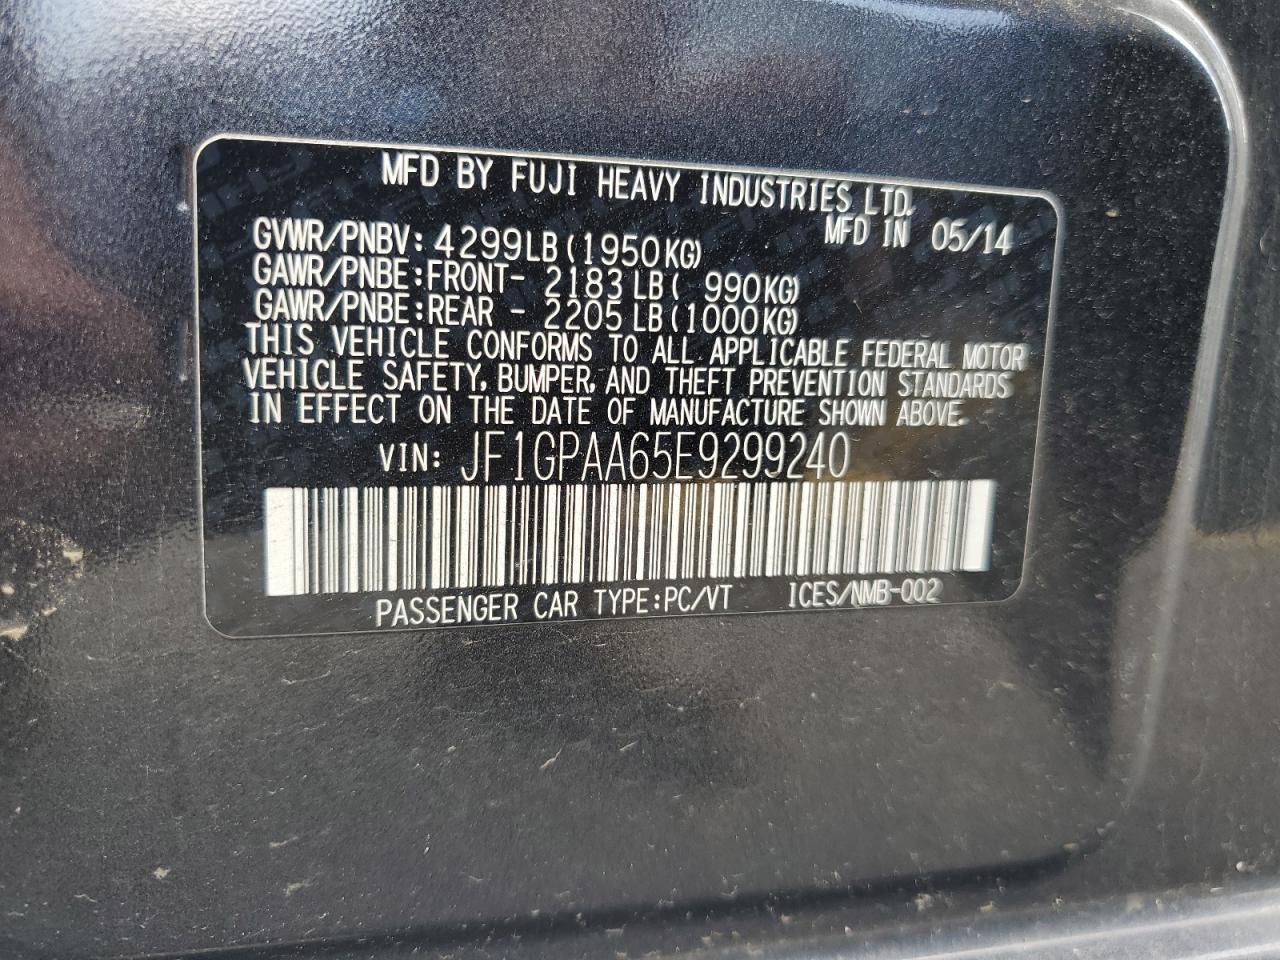 MFD BY FUJI HEAVY INDUSTRIES LTD.
MFD IN 05/14
GVWR/PNBV: 4299LB (1950KG)
GAWR/PNBE:FRONT- 2183 LB ( 990KG)
GAWR/PNBE:REAR - 2205 LB (1000KG)
THIS VEHICLE CONFORMS TO ALL APPLICABLE FEDERAL MOTOR
VEHICLE SAFETY, BUMPER, AND THEFT PREVENTION STANDARDS
IN EFFECT ON THE DATE OF MANUFACTURE SHOWN ABOVE.
VIN: JF1GPAA65E9299240
PASSENGER CAR TYPE:PC/VT ICES/NMB-002